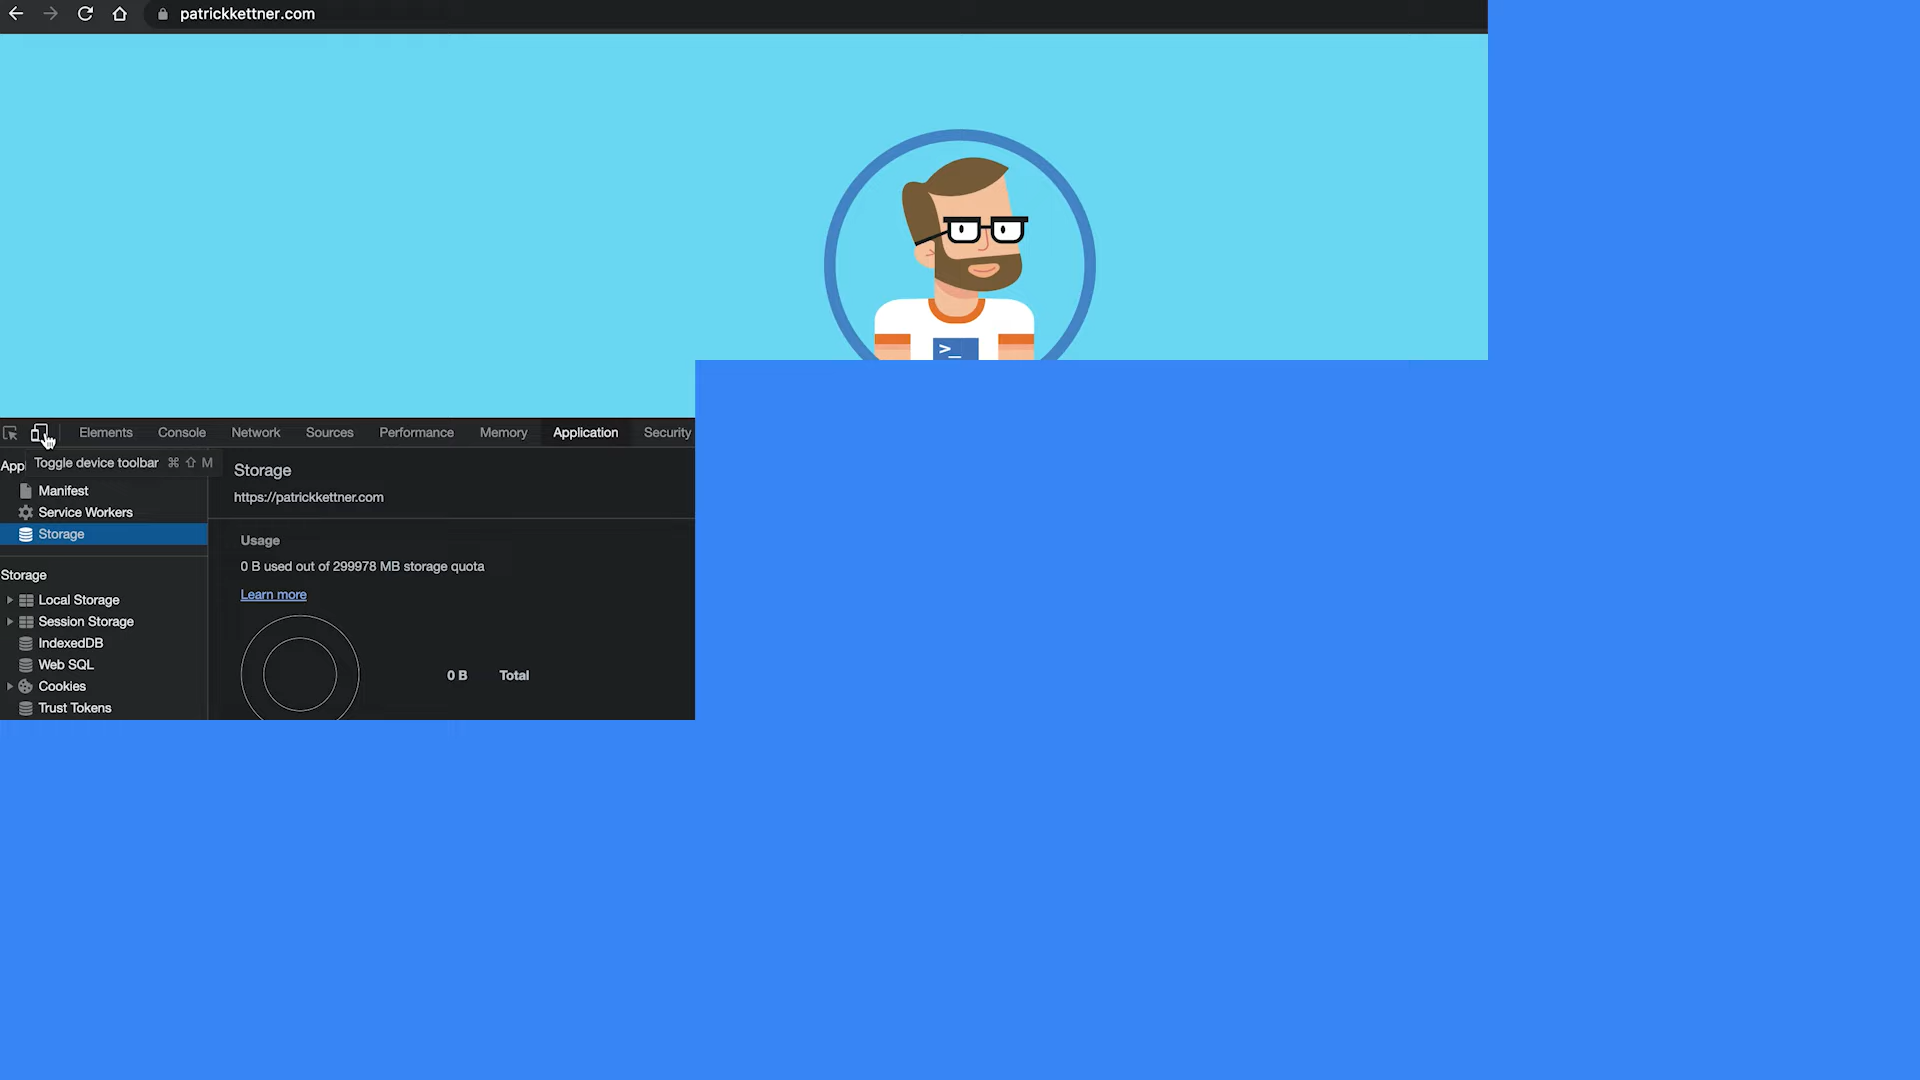 patrickkettner.com
>_
Elements Console Network Sources Performance Memory Application Security
App Toggle device toolbar ⌘ ⇧ M
Manifest
Service Workers
Storage
Storage
Local Storage
Session Storage
IndexedDB
Web SQL
Cookies
Trust Tokens
Storage
https://patrickkettner.com
Usage
0 B used out of 299978 MB storage quota
Learn more
0 B Total